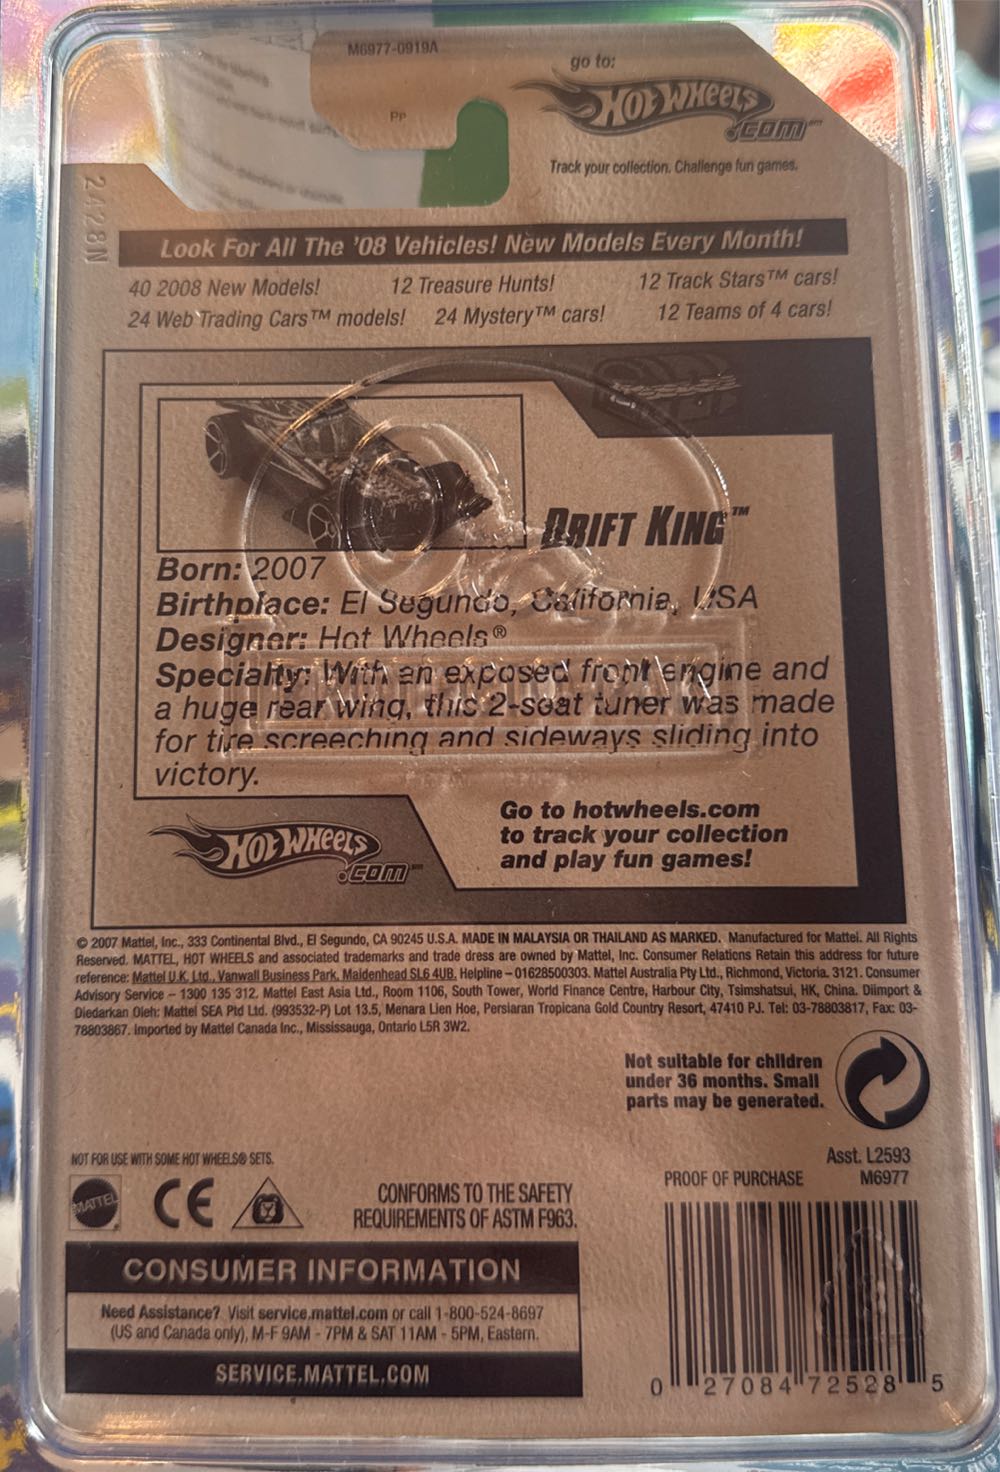 M6977-0919A
Pp
go to:
HOT WHEELS
.com™
Track your collection. Challenge fun games.
2428N
Look For All The '08 Vehicles! New Models Every Month!
40 2008 New Models! 12 Treasure Hunts! 12 Track Stars™ cars!
24 Web Trading Cars™ models! 24 Mystery™ cars! 12 Teams of 4 cars!
DRIFT KING™
Born: 2007
Birthplace: El Segundo, California, USA
Designer: Hot Wheels®
Specialty: With an exposed front engine and
a huge rear wing, this 2-seat tuner was made
for tire screeching and sideways sliding into
victory.
HOT WHEELS
.com™
Go to hotwheels.com
to track your collection
and play fun games!
© 2007 Mattel, Inc., 333 Continental Blvd., El Segundo, CA 90245 U.S.A. MADE IN MALAYSIA OR THAILAND AS MARKED. Manufactured for Mattel. All Rights
Reserved. MATTEL, HOT WHEELS and associated trademarks and trade dress are owned by Mattel, Inc. Consumer Relations Retain this address for future
reference: Mattel U.K. Ltd., Vanwall Business Park, Maidenhead SL6 4UB. Helpline – 01628500303. Mattel Australia Pty Ltd., Richmond, Victoria. 3121. Consumer
Advisory Service – 1300 135 312. Mattel East Asia Ltd., Room 1106, South Tower, World Finance Centre, Harbour City, Tsimshatsui, HK, China. Diimport &
Diedarkan Oleh: Mattel SEA Ptd Ltd. (993532-P) Lot 13.5, Menara Lien Hoe, Persiaran Tropicana Gold Country Resort, 47410 PJ. Tel: 03-78803817, Fax: 03-
78803867. Imported by Mattel Canada Inc., Mississauga, Ontario L5R 3W2.
Not suitable for children
under 36 months. Small
parts may be generated.
NOT FOR USE WITH SOME HOT WHEELS® SETS.
Asst. L2593
PROOF OF PURCHASE M6977
MATTEL
CE
CONFORMS TO THE SAFETY
REQUIREMENTS OF ASTM F963.
CONSUMER INFORMATION
Need Assistance? Visit service.mattel.com or call 1-800-524-8697
(US and Canada only), M-F 9AM - 7PM & SAT 11AM - 5PM, Eastern.
SERVICE.MATTEL.COM
0 27084 72528 5